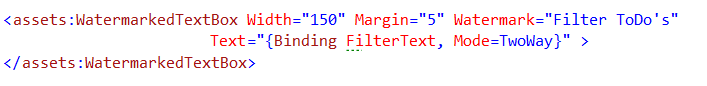 <assets:WatermarkedTextBox Width="150" Margin="5" Watermark="Filter ToDo's"
Text="{Binding FilterText, Mode=TwoWay}" >
</assets:WatermarkedTextBox>